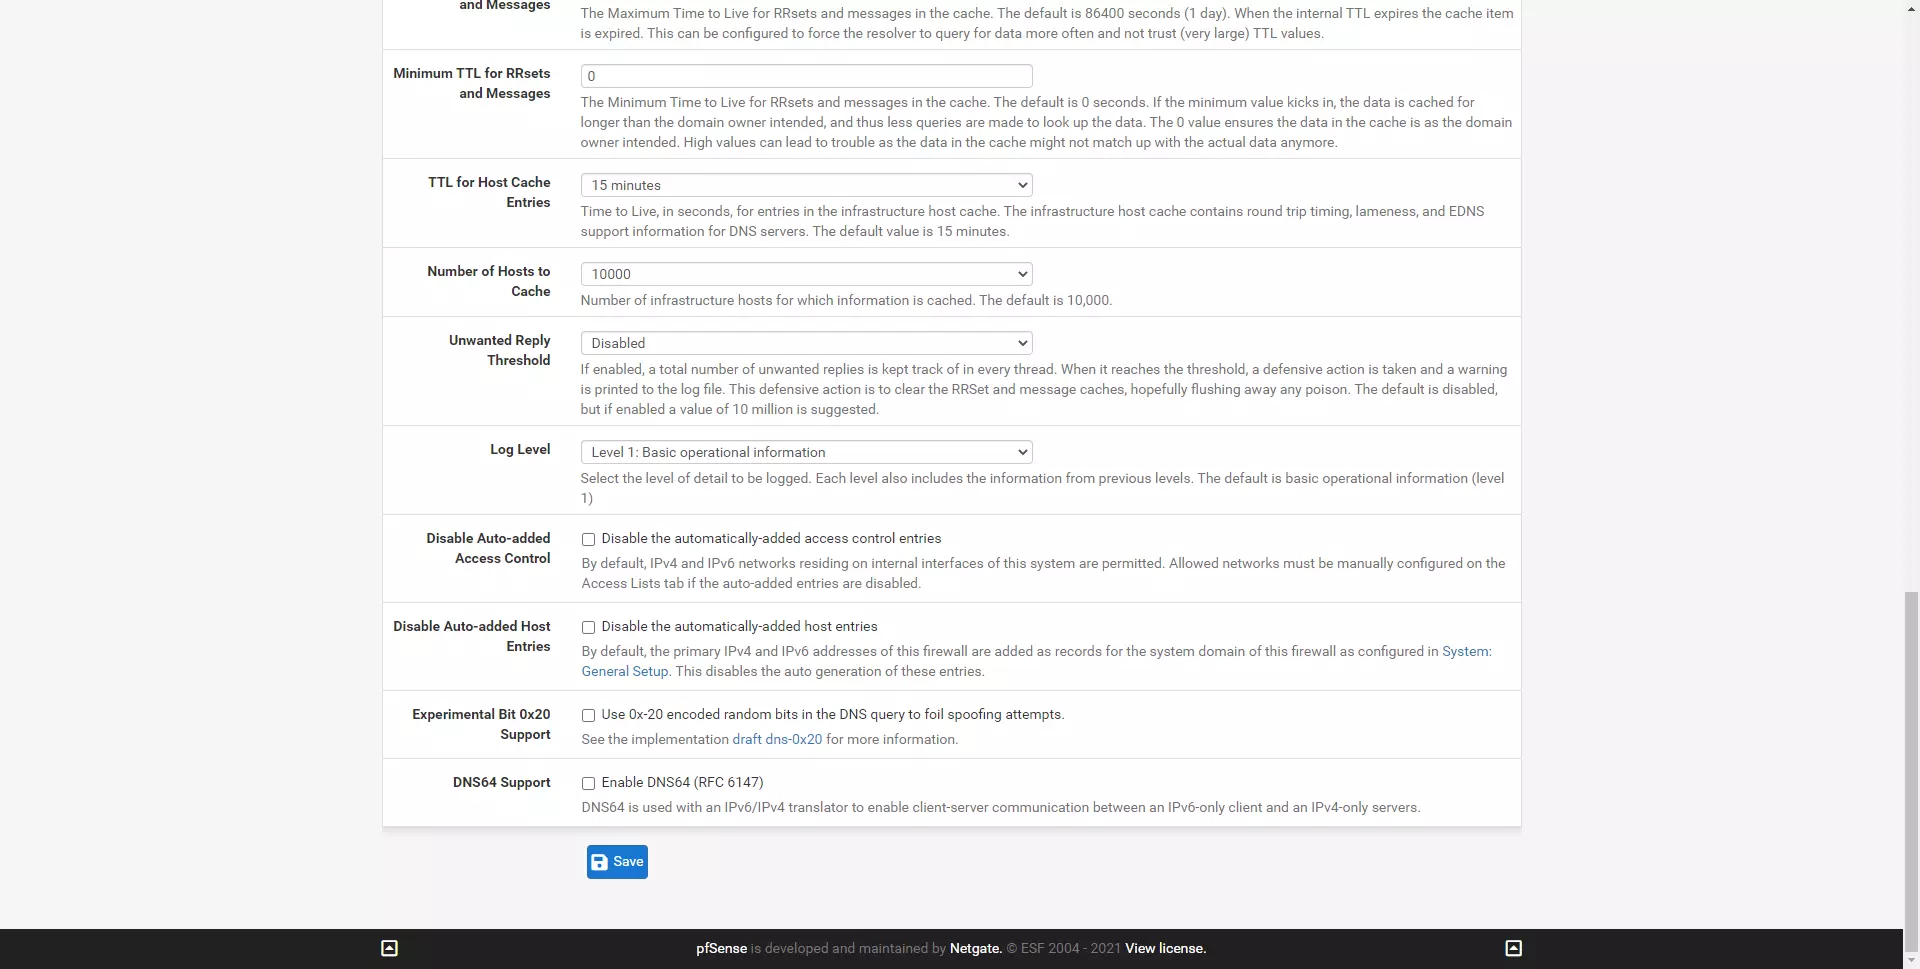 and Messages
The Maximum Time to Live for RRsets and messages in the cache. The default is 86400 seconds (1 day). When the internal TTL expires the cache item
is expired. This can be configured to force the resolver to query for data more often and not trust (very large) TTL values.
Minimum TTL for RRsets
and Messages
0
The Minimum Time to Live for RRsets and messages in the cache. The default is 0 seconds. If the minimum value kicks in, the data is cached for
longer than the domain owner intended, and thus less queries are made to look up the data. The 0 value ensures the data in the cache is as the domain
owner intended. High values can lead to trouble as the data in the cache might not match up with the actual data anymore.
TTL for Host Cache
Entries
15 minutes
Time to Live, in seconds, for entries in the infrastructure host cache. The infrastructure host cache contains round trip timing, lameness, and EDNS
support information for DNS servers. The default value is 15 minutes.
Number of Hosts to
Cache
10000
Number of infrastructure hosts for which information is cached. The default is 10,000.
Unwanted Reply
Threshold
Disabled
If enabled, a total number of unwanted replies is kept track of in every thread. When it reaches the threshold, a defensive action is taken and a warning
is printed to the log file. This defensive action is to clear the RRSet and message caches, hopefully flushing away any poison. The default is disabled,
but if enabled a value of 10 million is suggested.
Log Level
Level 1: Basic operational information
Select the level of detail to be logged. Each level also includes the information from previous levels. The default is basic operational information (level
1)
Disable Auto-added
Access Control
Disable the automatically-added access control entries
By default, IPv4 and IPv6 networks residing on internal interfaces of this system are permitted. Allowed networks must be manually configured on the
Access Lists tab if the auto-added entries are disabled.
Disable Auto-added Host
Entries
Disable the automatically-added host entries
By default, the primary IPv4 and IPv6 addresses of this firewall are added as records for the system domain of this firewall as configured in System:
General Setup. This disables the auto generation of these entries.
Experimental Bit 0x20
Support
Use 0x-20 encoded random bits in the DNS query to foil spoofing attempts.
See the implementation draft dns-0x20 for more information.
DNS64 Support
Enable DNS64 (RFC 6147)
DNS64 is used with an IPv6/IPv4 translator to enable client-server communication between an IPv6-only client and an IPv4-only servers.
Save
pfSense is developed and maintained by Netgate. © ESF 2004 - 2021 View license.